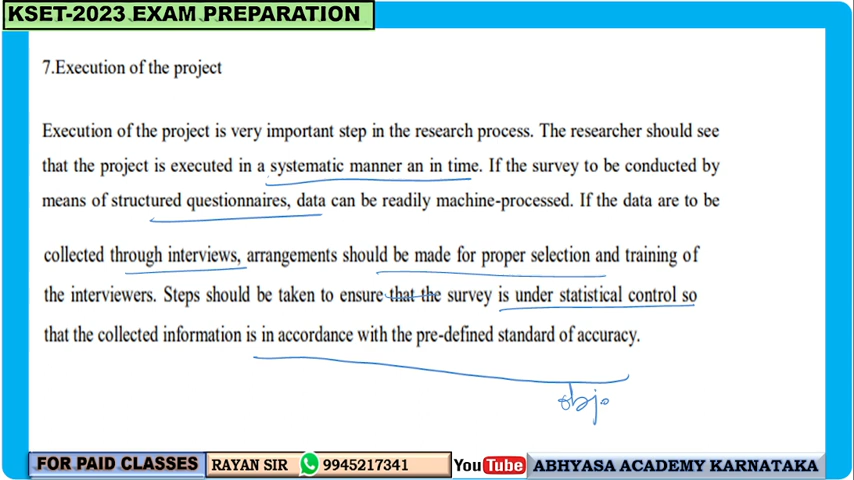 KSET-2023 EXAM PREPARATION
7.Execution of the project
Execution of the project is very important step in the research process. The researcher should see
that the project is executed in a systematic manner an in time. If the survey to be conducted by
means of structured questionnaires, data can be readily machine-processed. If the data are to be
collected through interviews, arrangements should be made for proper selection and training of
the interviewers. Steps should be taken to ensure that the survey is under statistical control so
that the collected information is in accordance with the pre-defined standard of accuracy.
obje
FOR PAID CLASSES RAYAN SIR 9945217341 YouTube ABHYASA ACADEMY KARNATAKA